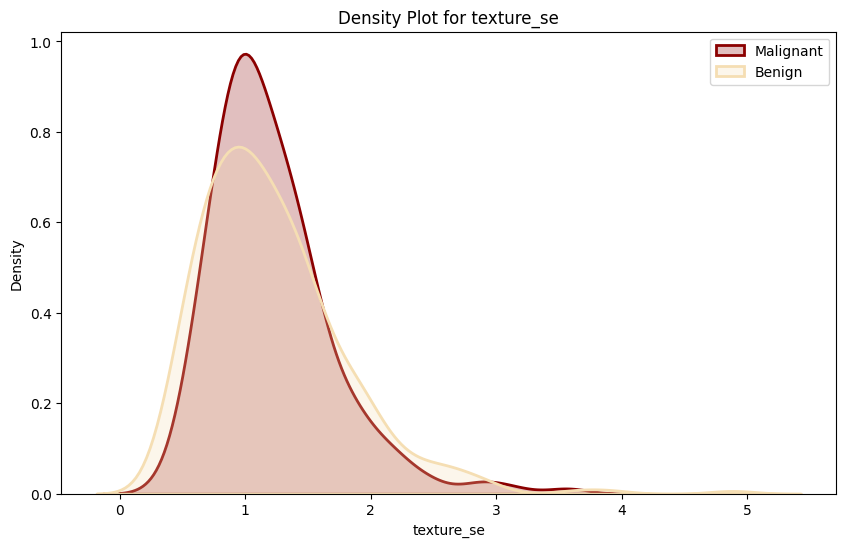 Density Plot for texture_se
Malignant
Benign
Density
1.0
0.8
0.6
0.4
0.2
0.0
0 1 2 3 4 5
texture_se